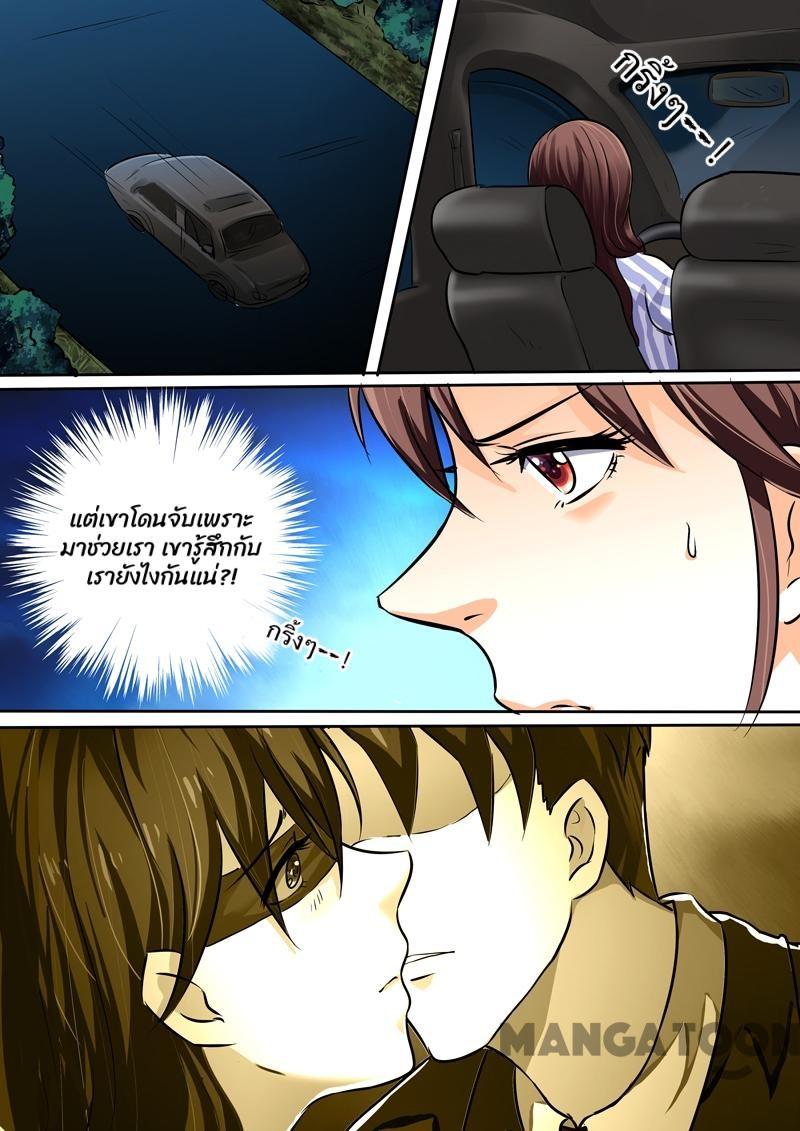 กริ๊งๆ~~!
แต่เขาโดนจับเพราะ
มาช่วยเรา เขารู้สึกกับ
เรายังไงกันแน่?!
กริ๊งๆ~~!
MANGATOON